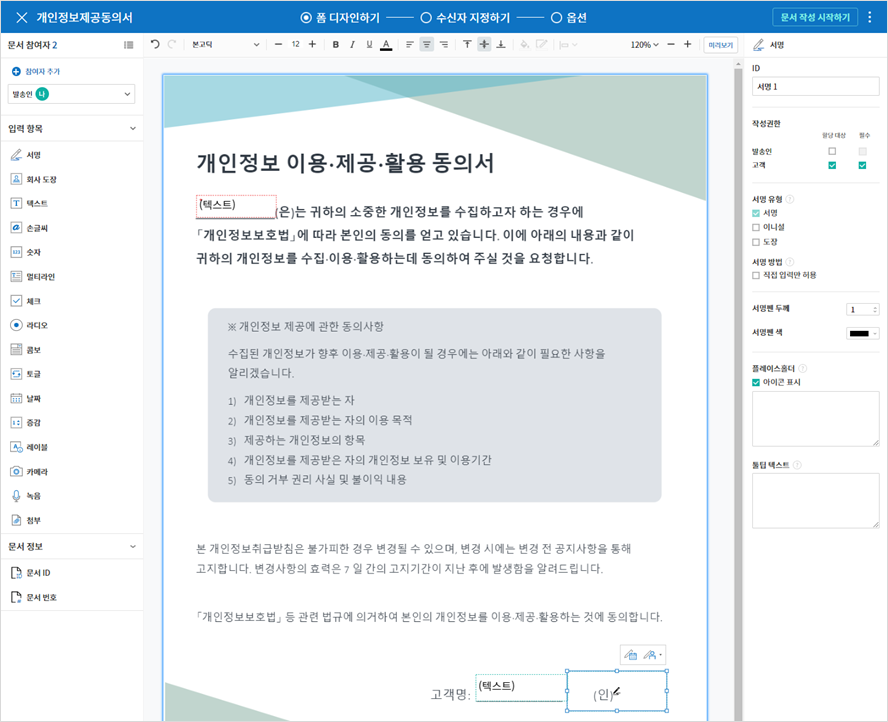 개인정보제공동의서
폼 디자인하기
수신자 지정하기
옵션
문서 작성 시작하기
문서 참여자 2
본고딕
12
B I U A
120%
미리보기
서명
참여자 추가
발송인 나
입력 항목
서명
회사 도장
텍스트
손글씨
숫자
멀티라인
체크
라디오
콤보
토글
날짜
증감
레이블
카메라
녹음
첨부
문서 정보
문서 ID
문서 번호
개인정보 이용·제공·활용 동의서
(텍스트) (은)는 귀하의 소중한 개인정보를 수집하고자 하는 경우에
「개인정보보호법」에 따라 본인의 동의를 얻고 있습니다. 이에 아래의 내용과 같이
귀하의 개인정보를 수집·이용·활용하는데 동의하여 주실 것을 요청합니다.
※ 개인정보 제공에 관한 동의사항
수집된 개인정보가 향후 이용·제공·활용이 될 경우에는 아래와 같이 필요한 사항을
알리겠습니다.
1) 개인정보를 제공받는 자
2) 개인정보를 제공받는 자의 이용 목적
3) 제공하는 개인정보의 항목
4) 개인정보를 제공받은 자의 개인정보 보유 및 이용기간
5) 동의 거부 권리 사실 및 불이익 내용
본 개인정보취급방침은 불가피한 경우 변경될 수 있으며, 변경 시에는 변경 전 공지사항을 통해
고지합니다. 변경사항의 효력은 7 일 간의 고지기간이 지난 후에 발생함을 알려드립니다.
「개인정보보호법」 등 관련 법규에 의거하여 본인의 개인정보를 이용·제공·활용하는 것에 동의합니다.
고객명: (텍스트) (인)
ID
서명 1
작성권한
응답 대상 필수
발송인
고객
서명 유형
서명
이니셜
도장
서명 방법
직접 입력만 허용
서명펜 두께 1
서명펜 색
플레이스홀더
아이콘 표시
툴팁 텍스트